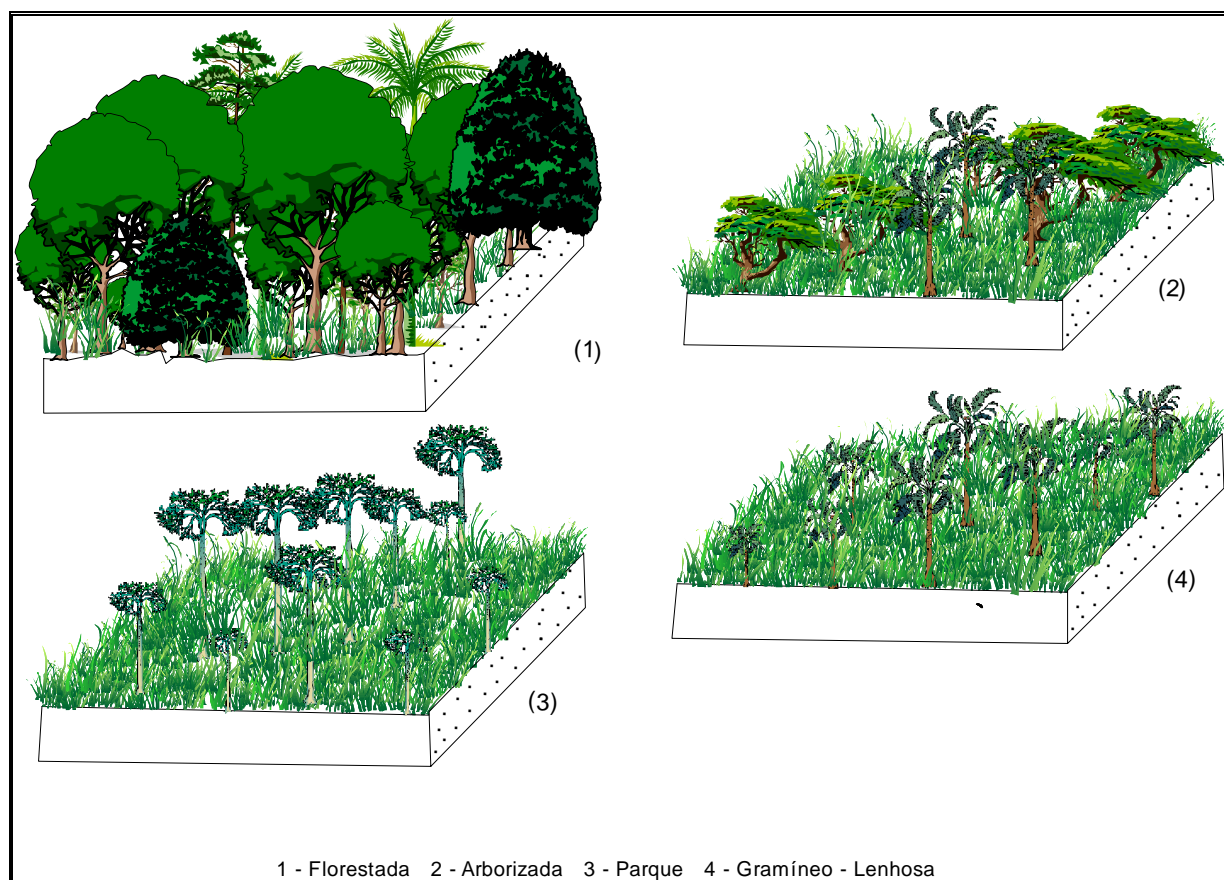 (1)
(2)
(3)
(4)
1 - Florestada 2 - Arborizada 3 - Parque 4 - Gramíneo - Lenhosa